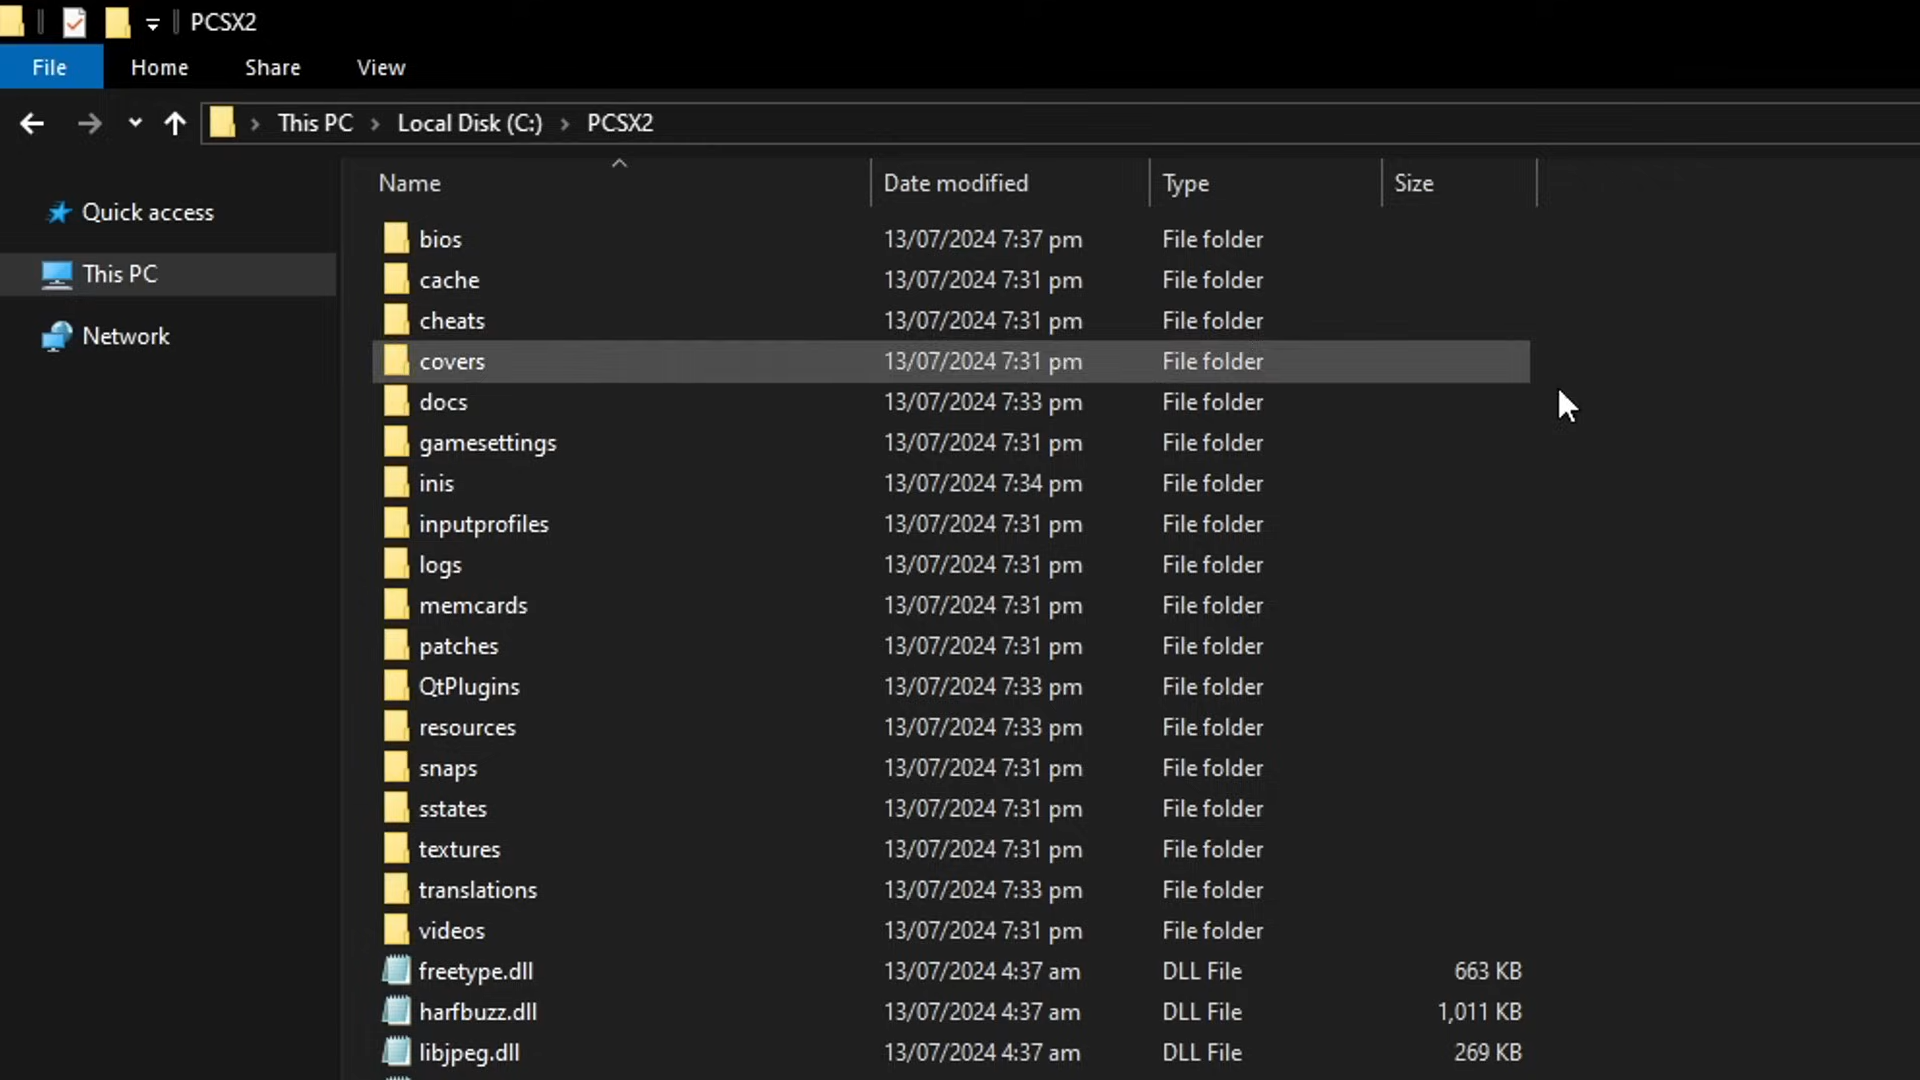 PCSX2
File Home Share View
This PC Local Disk (C:) PCSX2
Name Date modified Type Size
Quick access
This PC
Network
bios 13/07/2024 7:37 pm File folder
cache 13/07/2024 7:31 pm File folder
cheats 13/07/2024 7:31 pm File folder
covers 13/07/2024 7:31 pm File folder
docs 13/07/2024 7:33 pm File folder
gamesettings 13/07/2024 7:31 pm File folder
inis 13/07/2024 7:34 pm File folder
inputprofiles 13/07/2024 7:31 pm File folder
logs 13/07/2024 7:31 pm File folder
memcards 13/07/2024 7:31 pm File folder
patches 13/07/2024 7:31 pm File folder
QtPlugins 13/07/2024 7:33 pm File folder
resources 13/07/2024 7:33 pm File folder
snaps 13/07/2024 7:31 pm File folder
sstates 13/07/2024 7:31 pm File folder
textures 13/07/2024 7:31 pm File folder
translations 13/07/2024 7:33 pm File folder
videos 13/07/2024 7:31 pm File folder
freetype.dll 13/07/2024 4:37 am DLL File 663 KB
harfbuzz.dll 13/07/2024 4:37 am DLL File 1,011 KB
libjpeg.dll 13/07/2024 4:37 am DLL File 269 KB